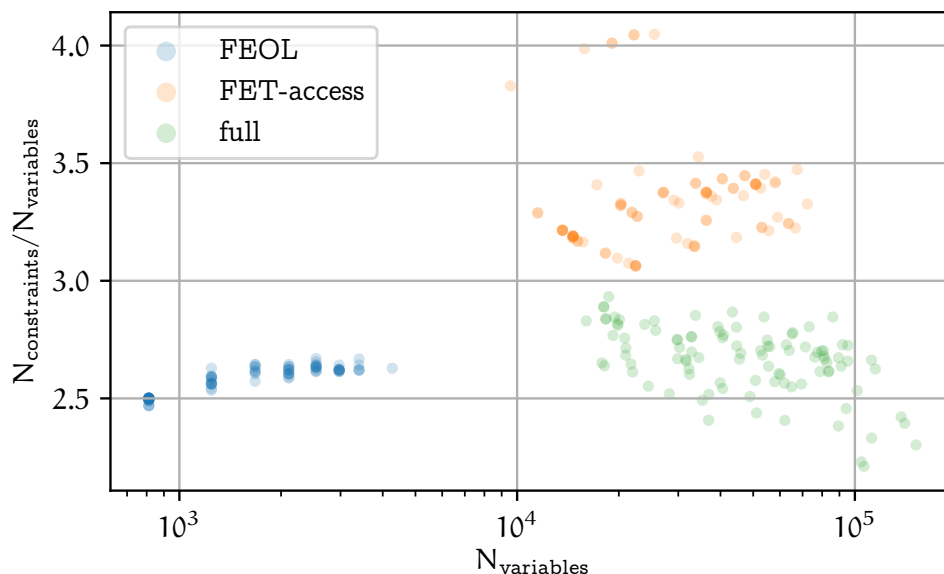 4.0
3.5
3.0
2.5
N_constraints/N_variables
FEOL
FET-access
full
10^3
10^4
10^5
N_variables